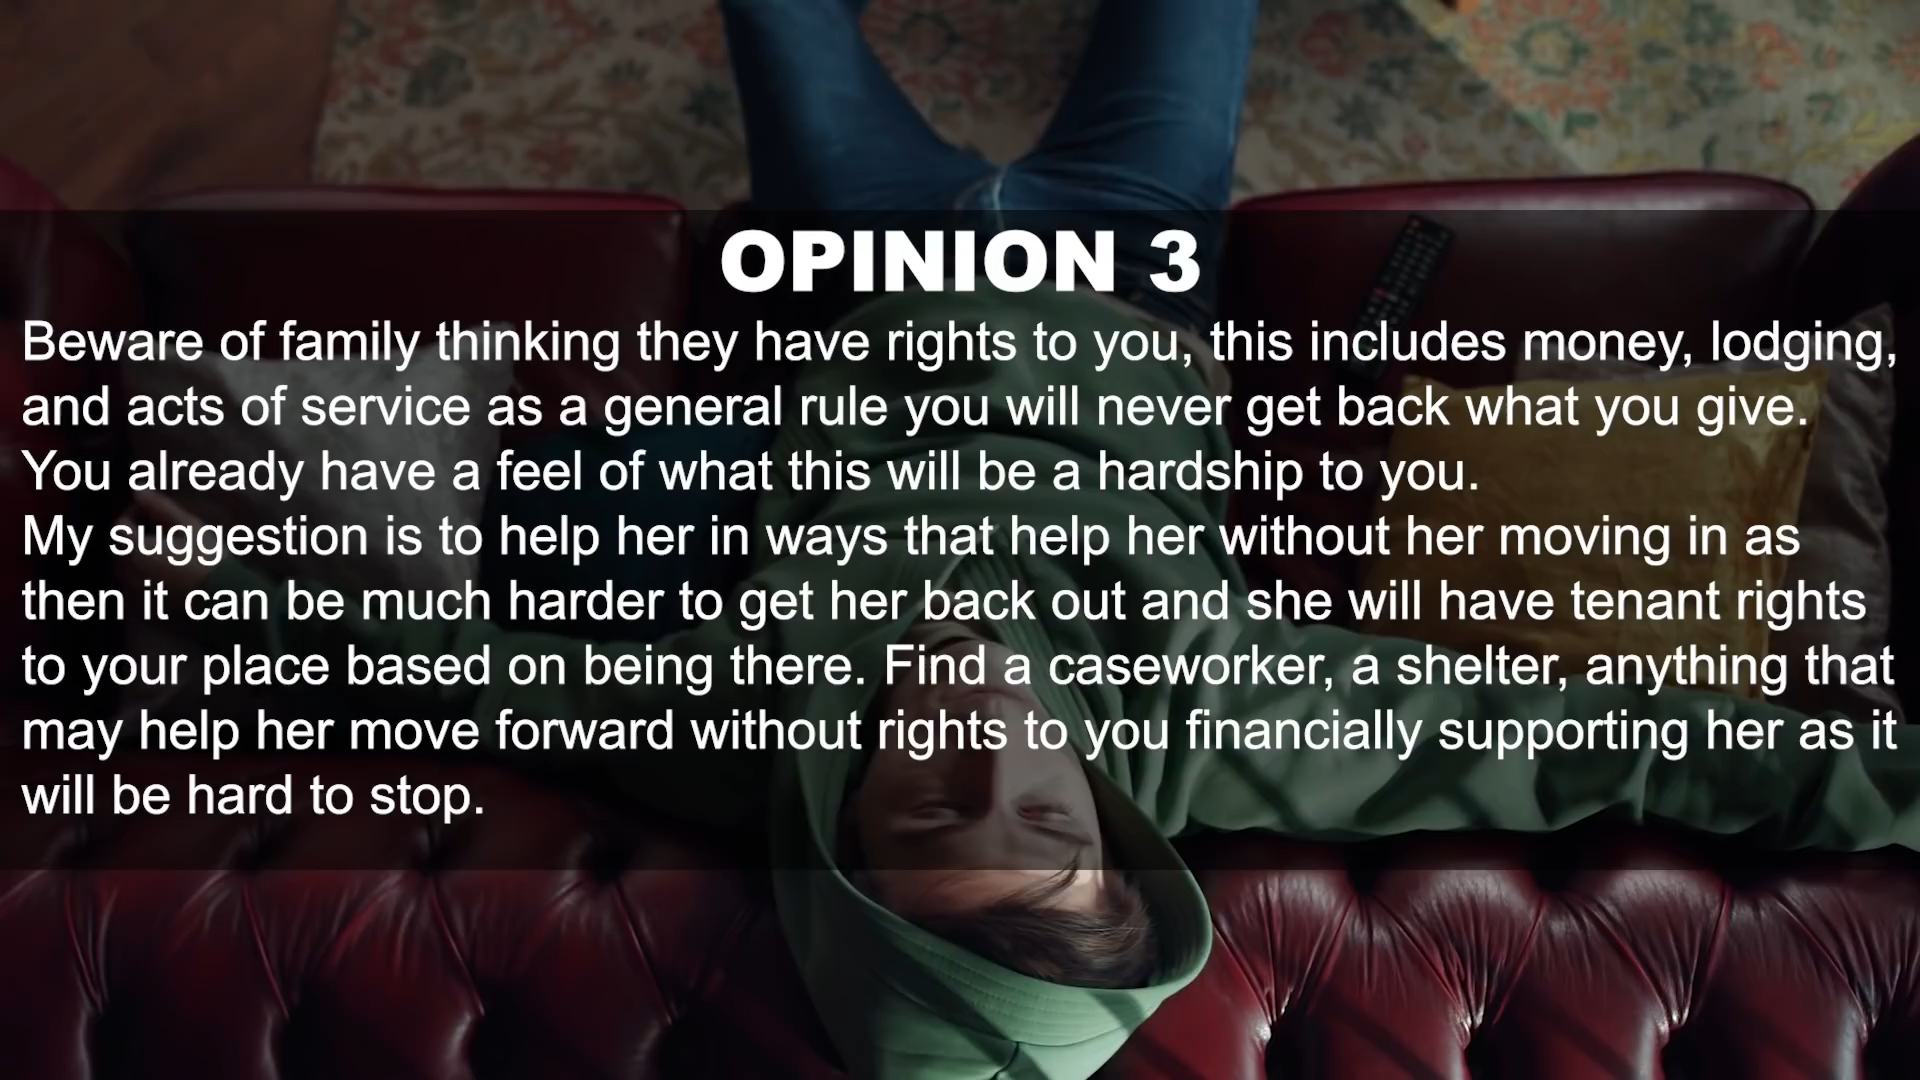 OPINION 3
Beware of family thinking they have rights to you, this includes money, lodging,
and acts of service as a general rule you will never get back what you give.
You already have a feel of what this will be a hardship to you.
My suggestion is to help her in ways that help her without her moving in as
then it can be much harder to get her back out and she will have tenant rights
to your place based on being there. Find a caseworker, a shelter, anything that
may help her move forward without rights to you financially supporting her as it
will be hard to stop.